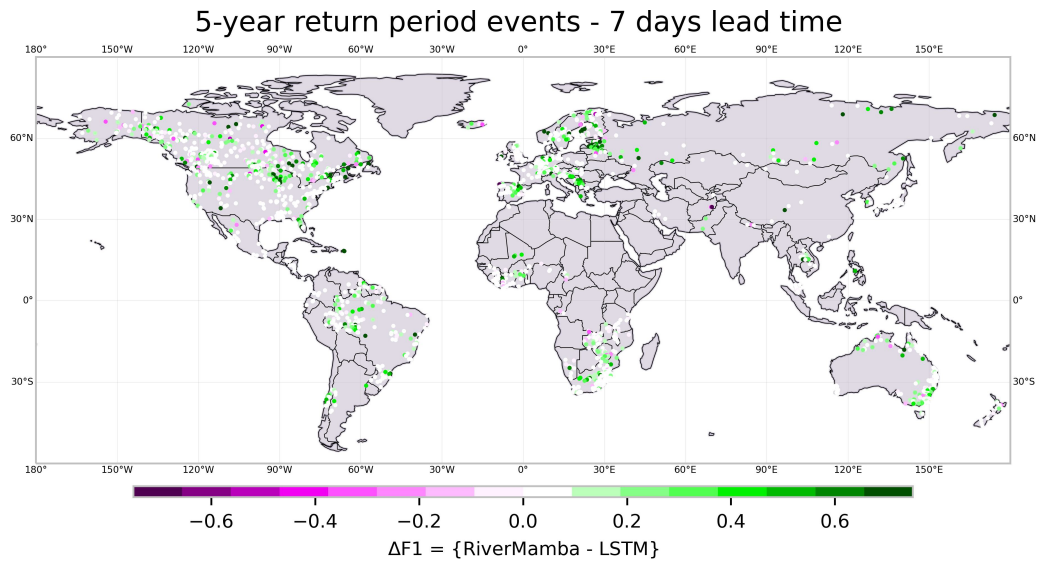 5-year return period events - 7 days lead time
180° 150°W 120°W 90°W 60°W 30°W 0° 30°E 60°E 90°E 120°E 150°E
60°N 60°N
30°N 30°N
0° 0°
30°S 30°S
180° 150°W 120°W 90°W 60°W 30°W 0° 30°E 60°E 90°E 120°E 150°E
−0.6 −0.4 −0.2 0.0 0.2 0.4 0.6
ΔF1 = {RiverMamba - LSTM}